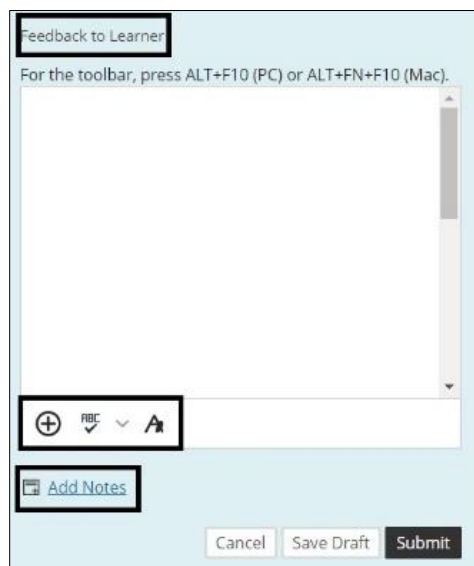 Feedback to Learner
For the toolbar, press ALT+F10 (PC) or ALT+FN+F10 (Mac).
ABC A
Add Notes
Cancel Save Draft Submit